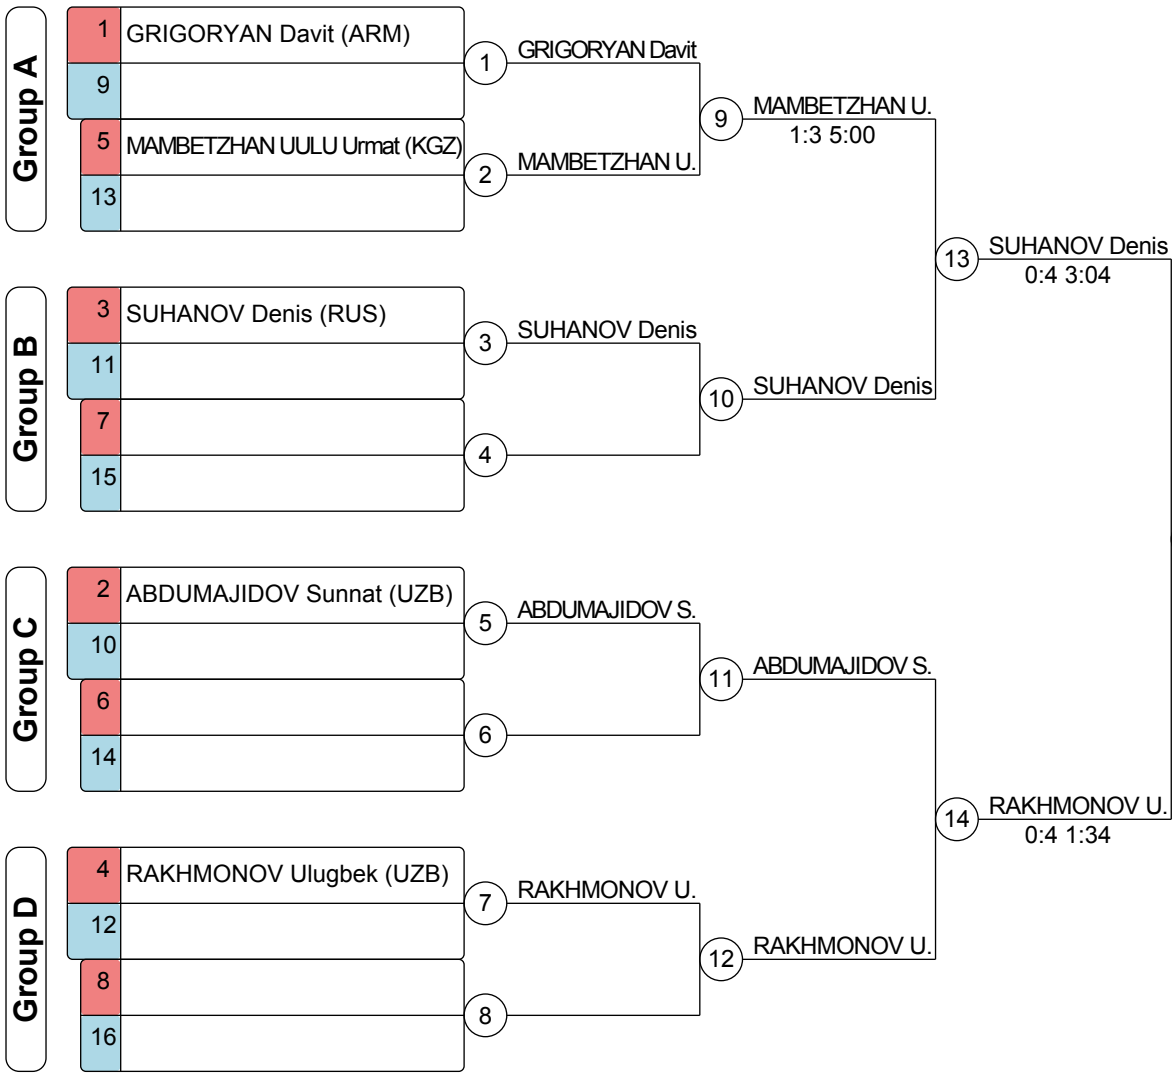 Group A
1 GRIGORYAN Davit (ARM)
9
5 MAMBETZHAN UULU Urmat (KGZ)
13
1 GRIGORYAN Davit
2 MAMBETZHAN U.
9 MAMBETZHAN U.
1:3 5:00
Group B
3 SUHANOV Denis (RUS)
11
7
15
3 SUHANOV Denis
4
10 SUHANOV Denis
13 SUHANOV Denis
0:4 3:04
Group C
2 ABDUMAJIDOV Sunnat (UZB)
10
6
14
5 ABDUMAJIDOV S.
6
11 ABDUMAJIDOV S.
Group D
4 RAKHMONOV Ulugbek (UZB)
12
8
16
7 RAKHMONOV U.
8
12 RAKHMONOV U.
14 RAKHMONOV U.
0:4 1:34